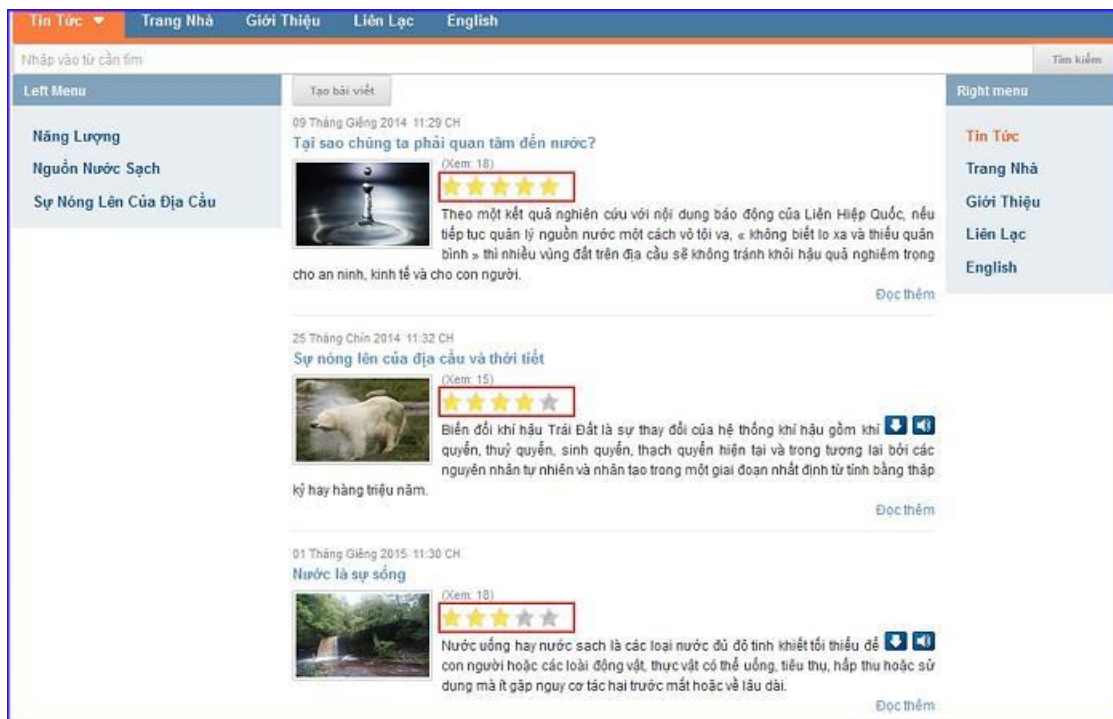 Tin Tức Trang Nhà Giới Thiệu Liên Lạc English
Nhập vào từ cần tìm Tìm kiếm
Left Menu
Năng Lượng
Nguồn Nước Sạch
Sự Nóng Lên Của Địa Cầu
Tạo bài viết
09 Tháng Giêng 2014 11:29 CH
Tại sao chúng ta phải quan tâm đến nước?
(Xem: 18)
Theo một kết quả nghiên cứu với nội dung báo động của Liên Hiệp Quốc, nếu
tiếp tục quản lý nguồn nước một cách vô tội vạ, « không biết lo xa và thiếu quân
bình » thì nhiều vùng đất trên địa cầu sẽ không tránh khỏi hậu quả nghiêm trọng
cho an ninh, kinh tế và cho con người.
Đọc thêm
25 Tháng Chín 2014 11:32 CH
Sự nóng lên của địa cầu và thời tiết
(Xem: 15)
Biến đổi khí hậu Trái Đất là sự thay đổi của hệ thống khí hậu gồm khí
quyển, thuỷ quyển, sinh quyển, thạch quyển hiện tại và trong tương lai bởi các
nguyên nhân tự nhiên và nhân tạo trong một giai đoạn nhất định từ tính bằng thập
kỷ hay hàng triệu năm.
Đọc thêm
01 Tháng Giêng 2015 11:30 CH
Nước là sự sống
(Xem: 18)
Nước uống hay nước sạch là các loại nước đủ độ tinh khiết tối thiểu để
con người hoặc các loài động vật, thực vật có thể uống, tiêu thụ, hấp thu hoặc sử
dụng mà ít gặp nguy cơ tác hại trước mắt hoặc về lâu dài.
Đọc thêm
Right menu
Tin Tức
Trang Nhà
Giới Thiệu
Liên Lạc
English